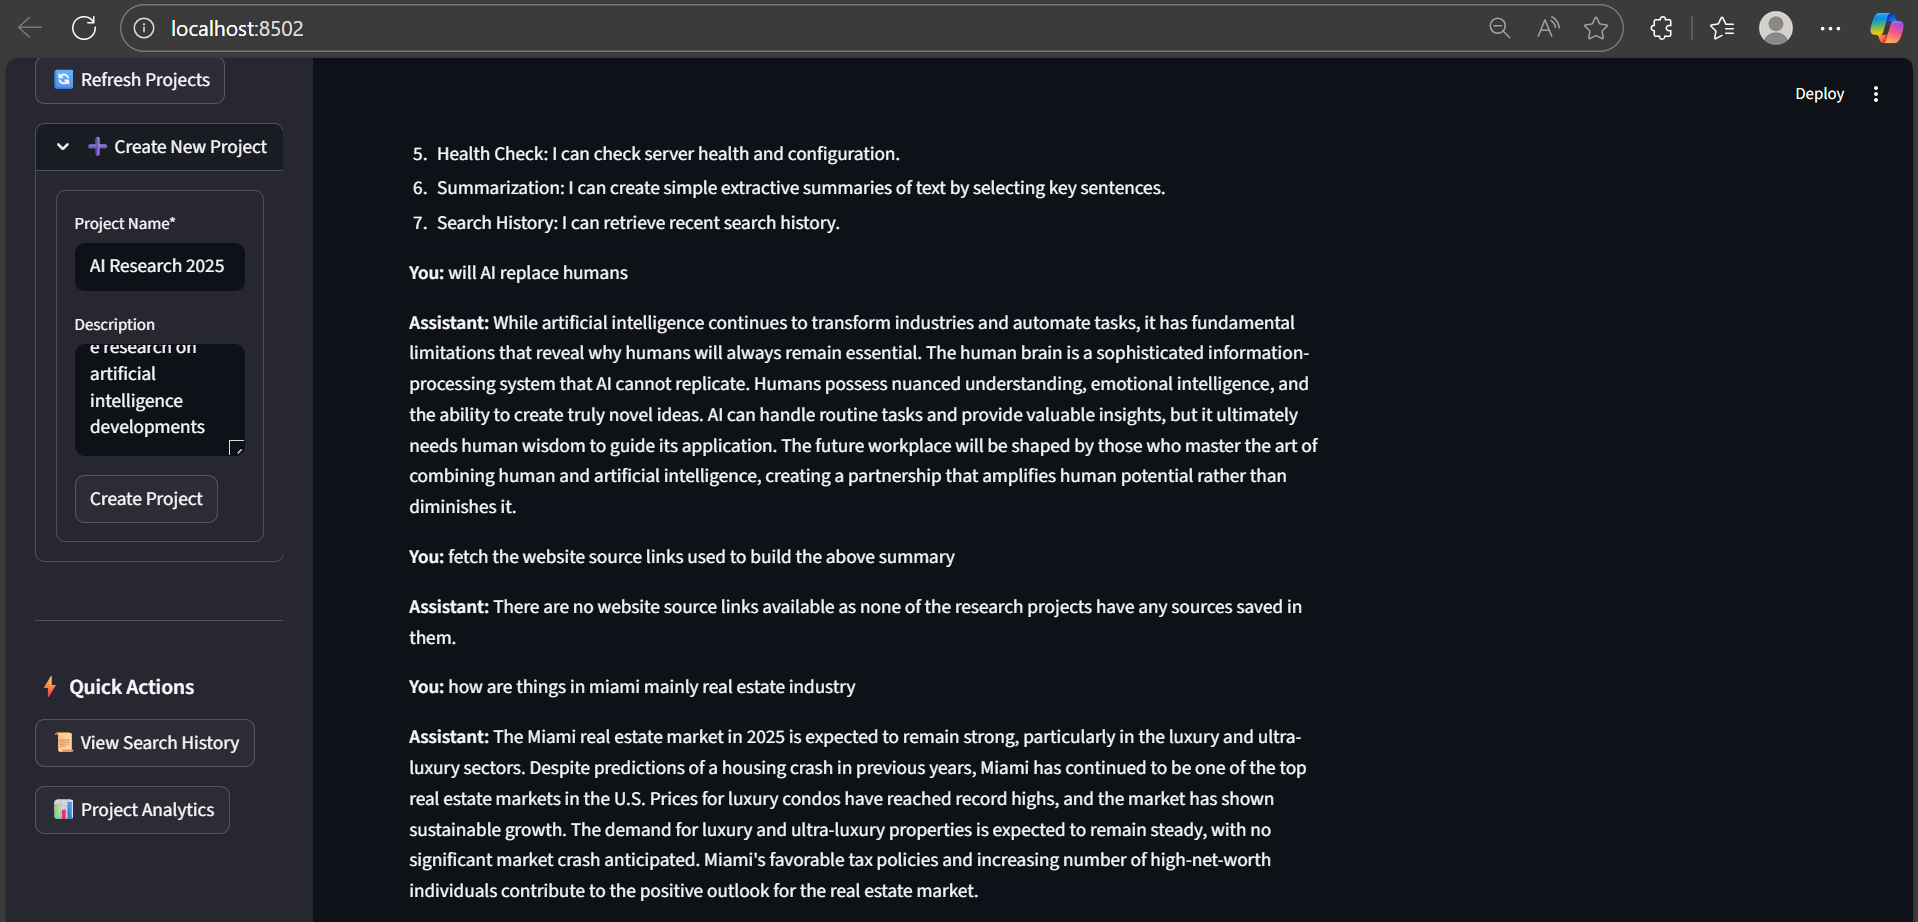 localhost:8502
Refresh Projects
Deploy
Create New Project
Project Name*
AI Research 2025
Description
e research on
artificial
intelligence
developments
Create Project
Quick Actions
View Search History
Project Analytics
5. Health Check: I can check server health and configuration.
6. Summarization: I can create simple extractive summaries of text by selecting key sentences.
7. Search History: I can retrieve recent search history.
You: will AI replace humans
Assistant: While artificial intelligence continues to transform industries and automate tasks, it has fundamental
limitations that reveal why humans will always remain essential. The human brain is a sophisticated information-
processing system that AI cannot replicate. Humans possess nuanced understanding, emotional intelligence, and
the ability to create truly novel ideas. AI can handle routine tasks and provide valuable insights, but it ultimately
needs human wisdom to guide its application. The future workplace will be shaped by those who master the art of
combining human and artificial intelligence, creating a partnership that amplifies human potential rather than
diminishes it.
You: fetch the website source links used to build the above summary
Assistant: There are no website source links available as none of the research projects have any sources saved in
them.
You: how are things in miami mainly real estate industry
Assistant: The Miami real estate market in 2025 is expected to remain strong, particularly in the luxury and ultra-
luxury sectors. Despite predictions of a housing crash in previous years, Miami has continued to be one of the top
real estate markets in the U.S. Prices for luxury condos have reached record highs, and the market has shown
sustainable growth. The demand for luxury and ultra-luxury properties is expected to remain steady, with no
significant market crash anticipated. Miami's favorable tax policies and increasing number of high-net-worth
individuals contribute to the positive outlook for the real estate market.